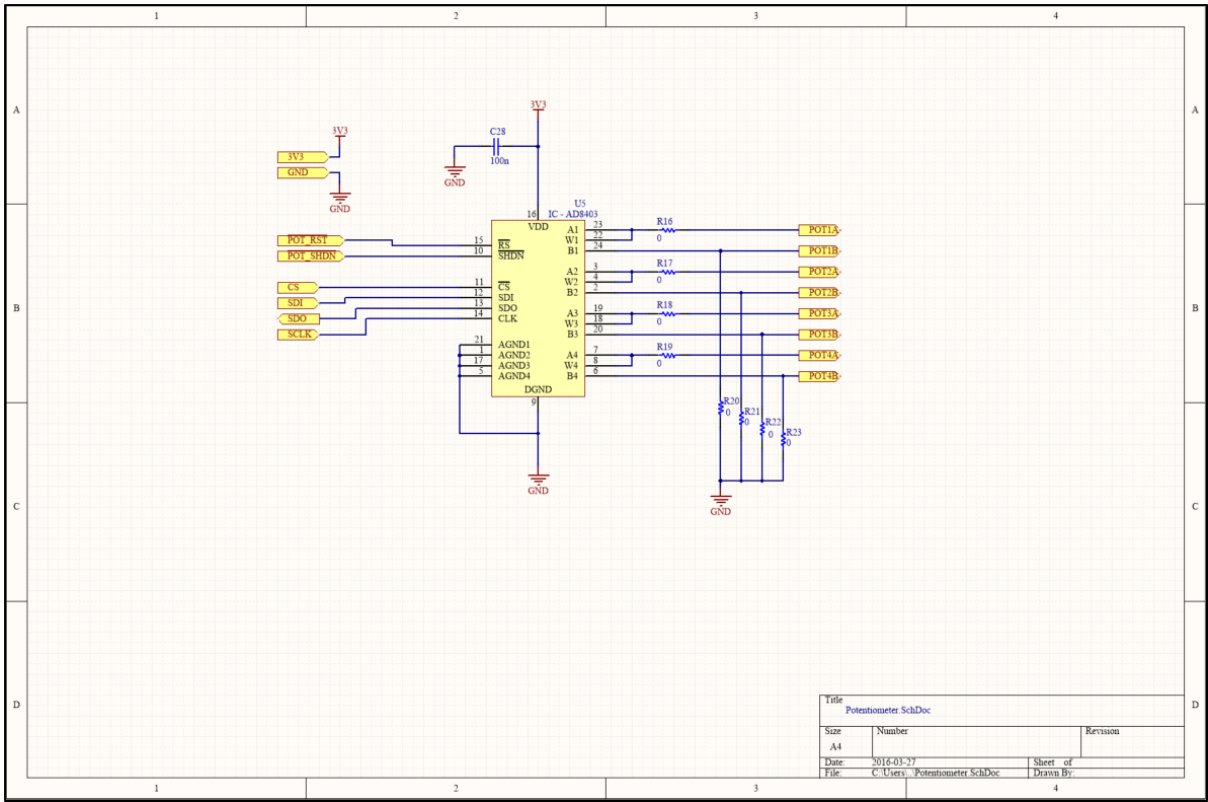 1 2 3 4
A A
3V3
3V3
C28
3V3
100n
GND
GND
GND
U5
16 IC - AD8403
VDD
POT_RST 15 RS
POT_SHDN 10 SHDN
CS 11 CS
SDI 12 SDI
SDO 13 SDO
SCLK 14 CLK
21 AGND1
1 AGND2
17 AGND3
5 AGND4
DGND
9
GND
A1 23 R16 POT1A
W1 22 0
B1 24 POT1B
A2 3 R17 POT2A
W2 4 0
B2 2 POT2B
A3 19 R18 POT3A
W3 18 0
B3 20 POT3B
A4 7 R19 POT4A
W4 8 0
B4 6 POT4B
R20
0
R21
0
R22
0
R23
0
GND
B B
C C
D D
Title
Potentiometer.SchDoc
Size Number Revision
A4
Date: 2016-03-27 Sheet of
File: C:\Users\..\Potentiometer.SchDoc Drawn By:
1 2 3 4